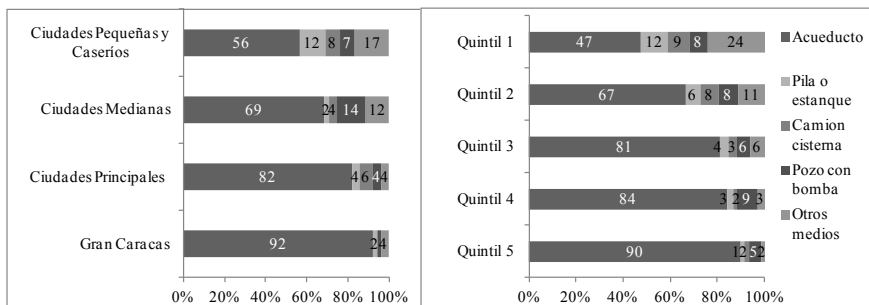 Ciudades Pequeñas y
Caseríos
56 12 8 7 17
Ciudades Medianas
69 2 4 14 12
Ciudades Principales
82 4 6 4 4
Gran Caracas
92 2 4
0% 20% 40% 60% 80% 100%
Quintil 1
47 12 9 8 24
Quintil 2
67 6 8 8 11
Quintil 3
81 4 3 6 6
Quintil 4
84 3 2 9 3
Quintil 5
90 1 2 5 2
0% 20% 40% 60% 80% 100%
Acueducto
Pila o
estanque
Camion
cisterna
Pozo con
bomba
Otros
medios